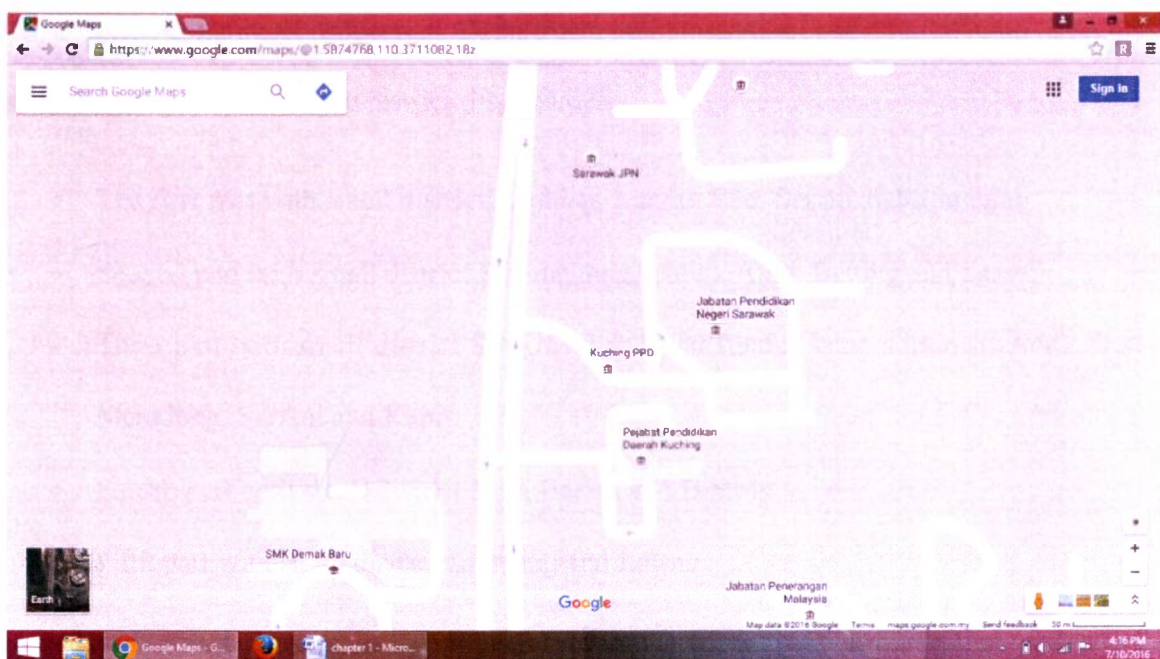 Google Maps
https://www.google.com/maps/@1.5874768,110.3711082,18z
Search Google Maps
Sign in
Sarawak JPN
Jabatan Pendidikan
Negeri Sarawak
Kuching PPD
Pejabat Pendidikan
Daerah Kuching
SMK Demak Baru
Jabatan Penerangan
Malaysia
Earth
Google
Map data ©2016 Google Terms maps.google.com.my Send feedback 50 m
Google Maps - G...
chapter 1 - Micro...
4:16 PM
7/10/2016